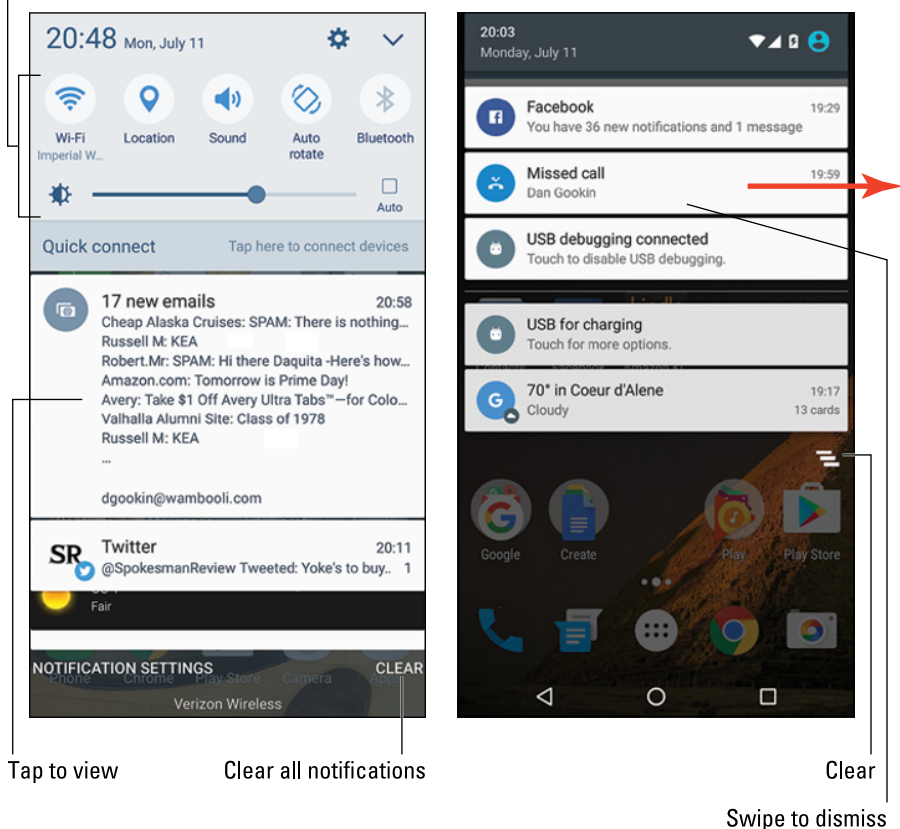 20:48 Mon, July 11
Wi-Fi
Imperial W...
Location
Sound
Auto
rotate
Bluetooth
Auto
Quick connect
Tap here to connect devices
17 new emails 20:58
Cheap Alaska Cruises: SPAM: There is nothing...
Russell M: KEA
Robert.Mr: SPAM: Hi there Daquita -Here's how...
Amazon.com: Tomorrow is Prime Day!
Avery: Take $1 Off Avery Ultra Tabs™—for Colo...
Valhalla Alumni Site: Class of 1978
Russell M: KEA
...
dgookin@wambooli.com
SR
Twitter 20:11
@SpokesmanReview Tweeted: Yoke's to buy.. 1
Fair
NOTIFICATION SETTINGS
CLEAR
Phone
Chrome
Play Store
Camera
Apps
Verizon Wireless
Tap to view
Clear all notifications
20:03
Monday, July 11
Facebook 19:29
You have 36 new notifications and 1 message
Missed call 19:59
Dan Gookin
USB debugging connected
Touch to disable USB debugging.
USB for charging
Touch for more options.
G
70° in Coeur d'Alene 19:17
Cloudy 13 cards
Google
Create
Play
Play Store
Clear
Swipe to dismiss